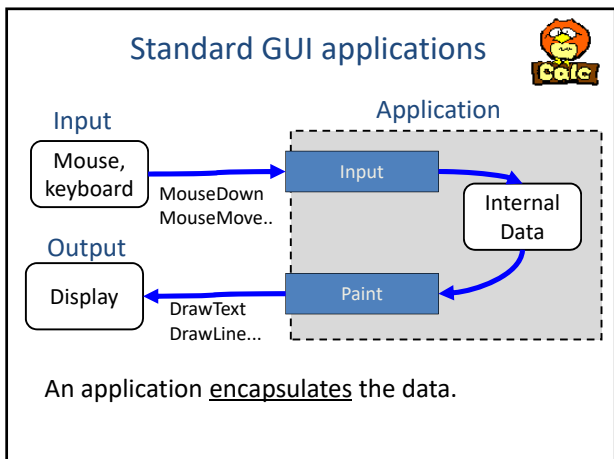 Standard GUI applications
Calc
Application
Input
Mouse,
keyboard
MouseDown
MouseMove..
Input
Internal
Data
Output
Display
DrawText
DrawLine...
Paint
An application encapsulates the data.